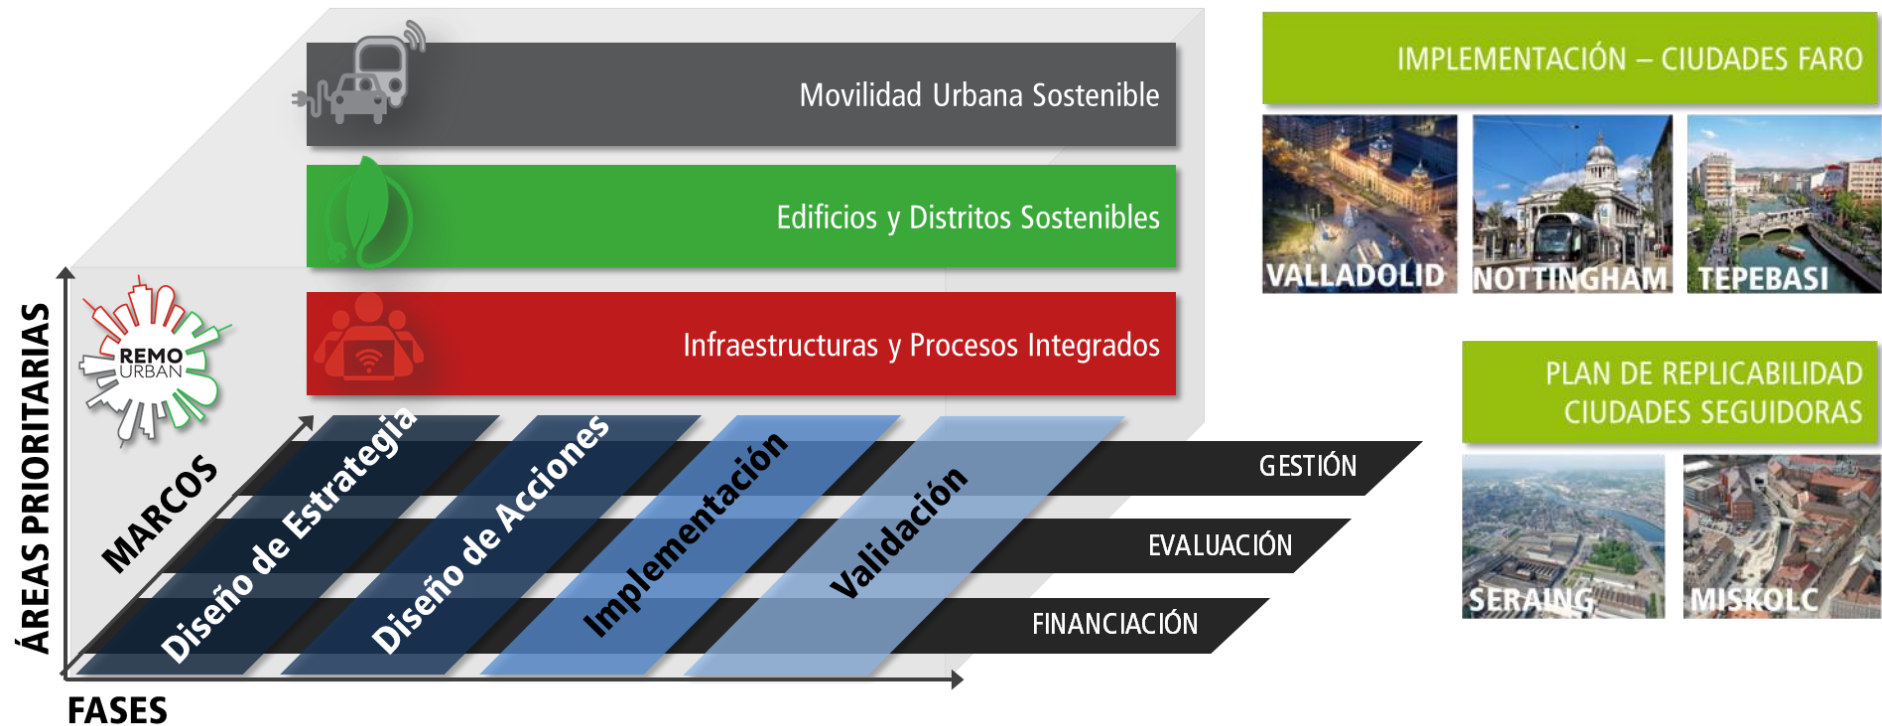 Movilidad Urbana Sostenible
Edificios y Distritos Sostenibles
Infraestructuras y Procesos Integrados
ÁREAS PRIORITARIAS
REMO
URBAN
MARCOS
FASES
Diseño de Estrategia
Diseño de Acciones
Implementación
Validación
GESTIÓN
EVALUACIÓN
FINANCIACIÓN
IMPLEMENTACIÓN – CIUDADES FARO
VALLADOLID
NOTTINGHAM
TEPEBASI
PLAN DE REPLICABILIDAD
CIUDADES SEGUIDORAS
SERAING
MISKOLC